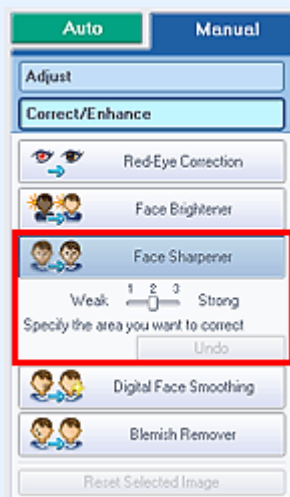 Auto Manual
Adjust
Correct/Enhance
Red-Eye Correction
Face Brightener
Face Sharpener
1 2 3
Weak Strong
Specify the area you want to correct
Undo
Digital Face Smoothing
Blemish Remover
Reset Selected Image